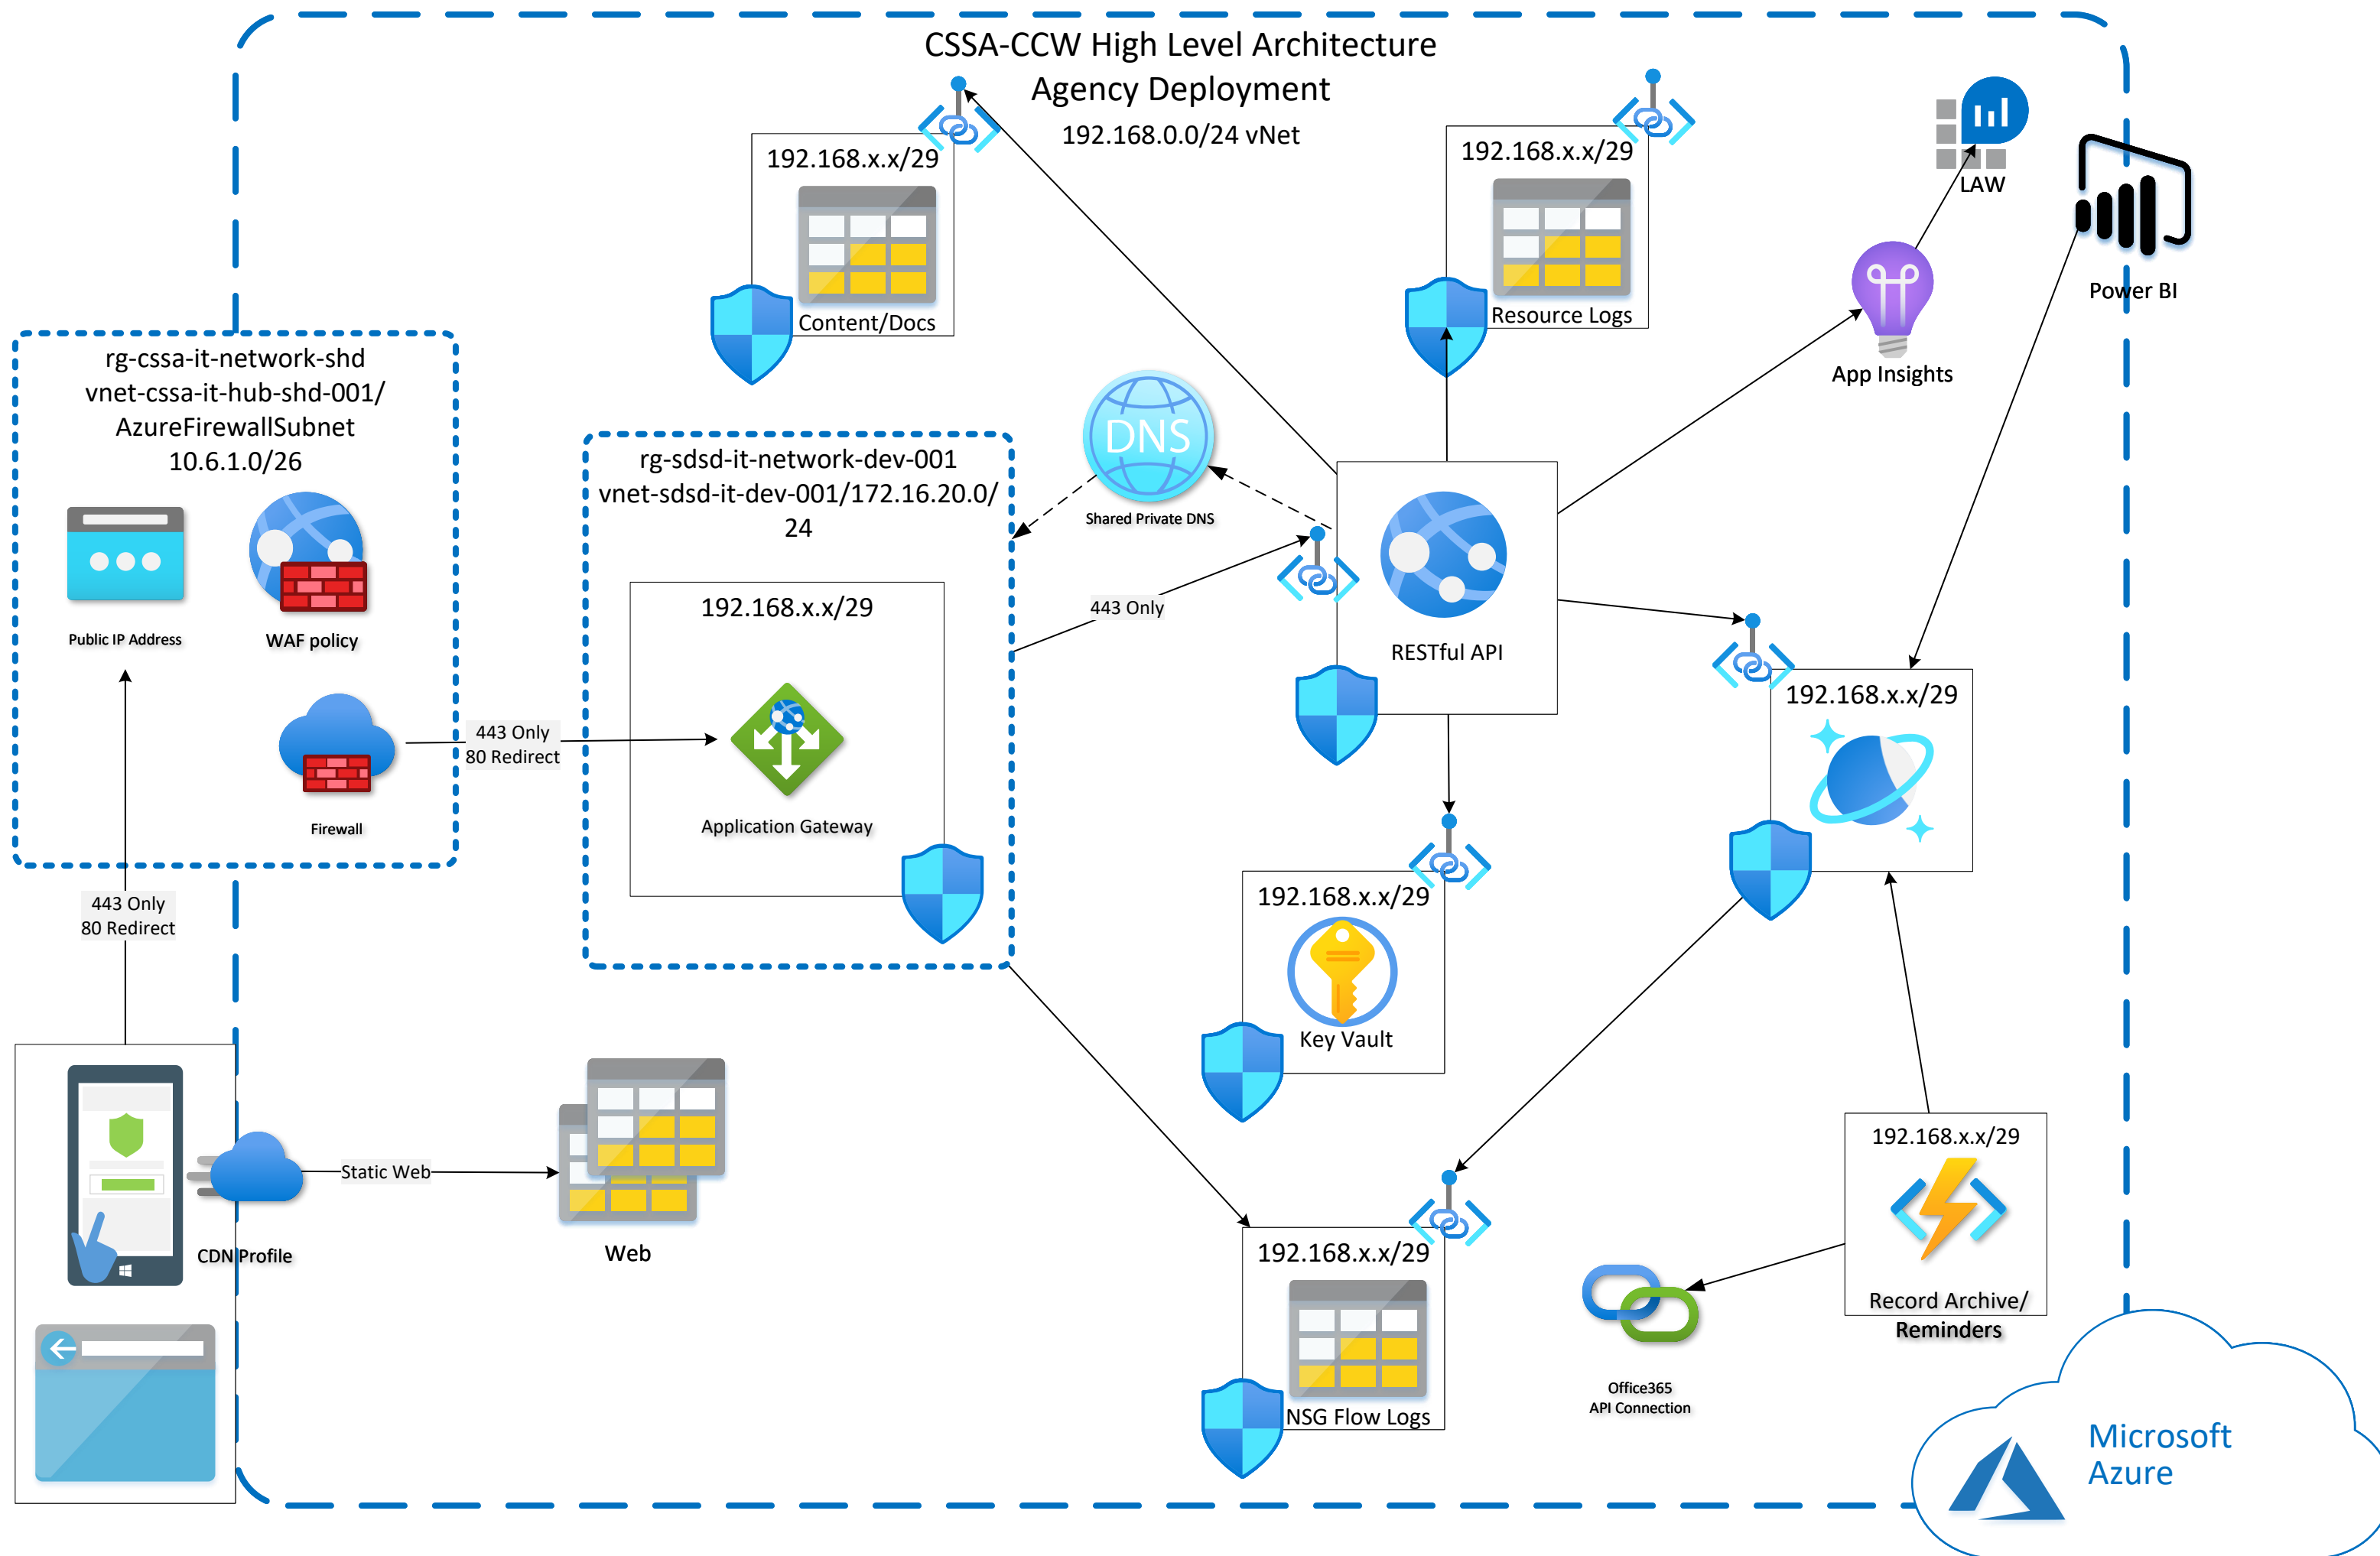 CSSA-CCW High Level Architecture
Agency Deployment
192.168.0.0/24 vNet
192.168.x.x/29
Content/Docs
192.168.x.x/29
Resource Logs
LAW
Power BI
App Insights
rg-cssa-it-network-shd
vnet-cssa-it-hub-shd-001/
AzureFirewallSubnet
10.6.1.0/26
Public IP Address
WAF policy
Firewall
443 Only
80 Redirect
rg-sdsd-it-network-dev-001
vnet-sdsd-it-dev-001/172.16.20.0/
24
192.168.x.x/29
Application Gateway
DNS
Shared Private DNS
443 Only
RESTful API
192.168.x.x/29
192.168.x.x/29
Key Vault
443 Only
80 Redirect
CDN Profile
Static Web
Web
192.168.x.x/29
NSG Flow Logs
192.168.x.x/29
Record Archive/
Reminders
Office365
API Connection
Microsoft
Azure